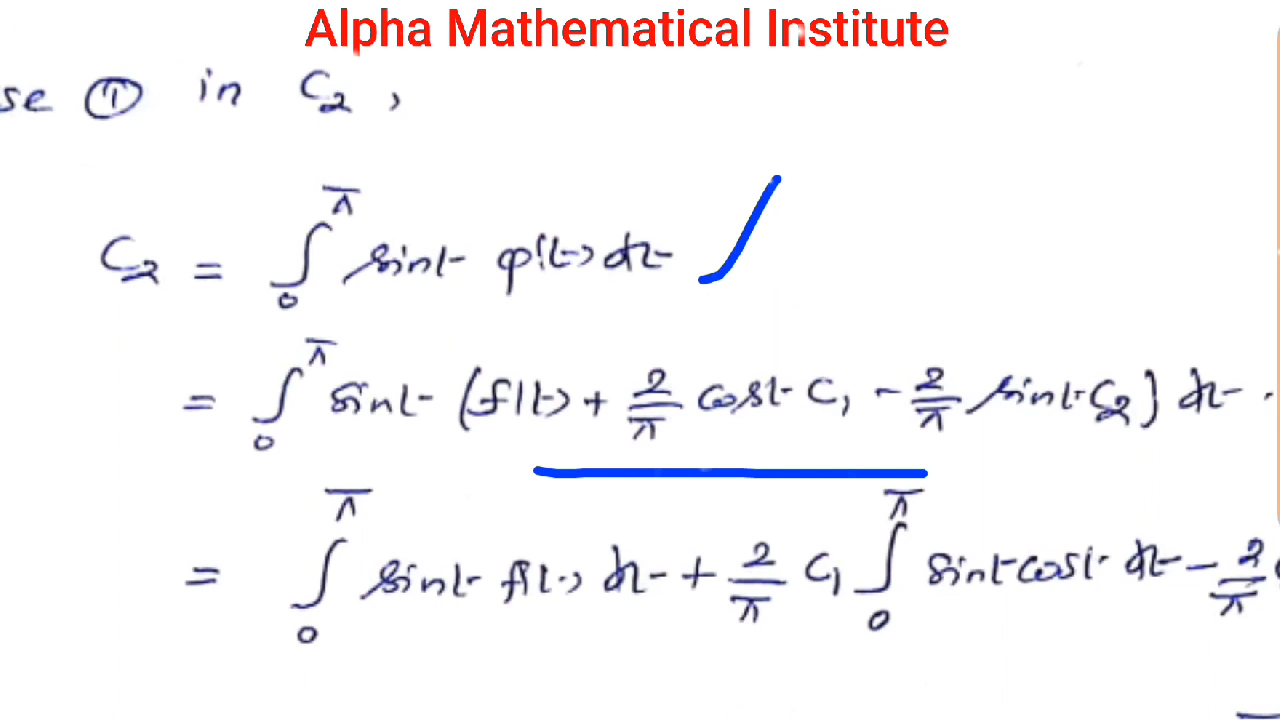 Alpha Mathematical Institute
se ① in C₂,
C₂ = ∫₀^π sint φ(t) dt
= ∫₀^π sint (f(t) + 2/π cost C₁ - 2/π sint C₂) dt.
= ∫₀^π sint f(t) dt + 2/π C₁ ∫₀^π sint cost dt - 2/π